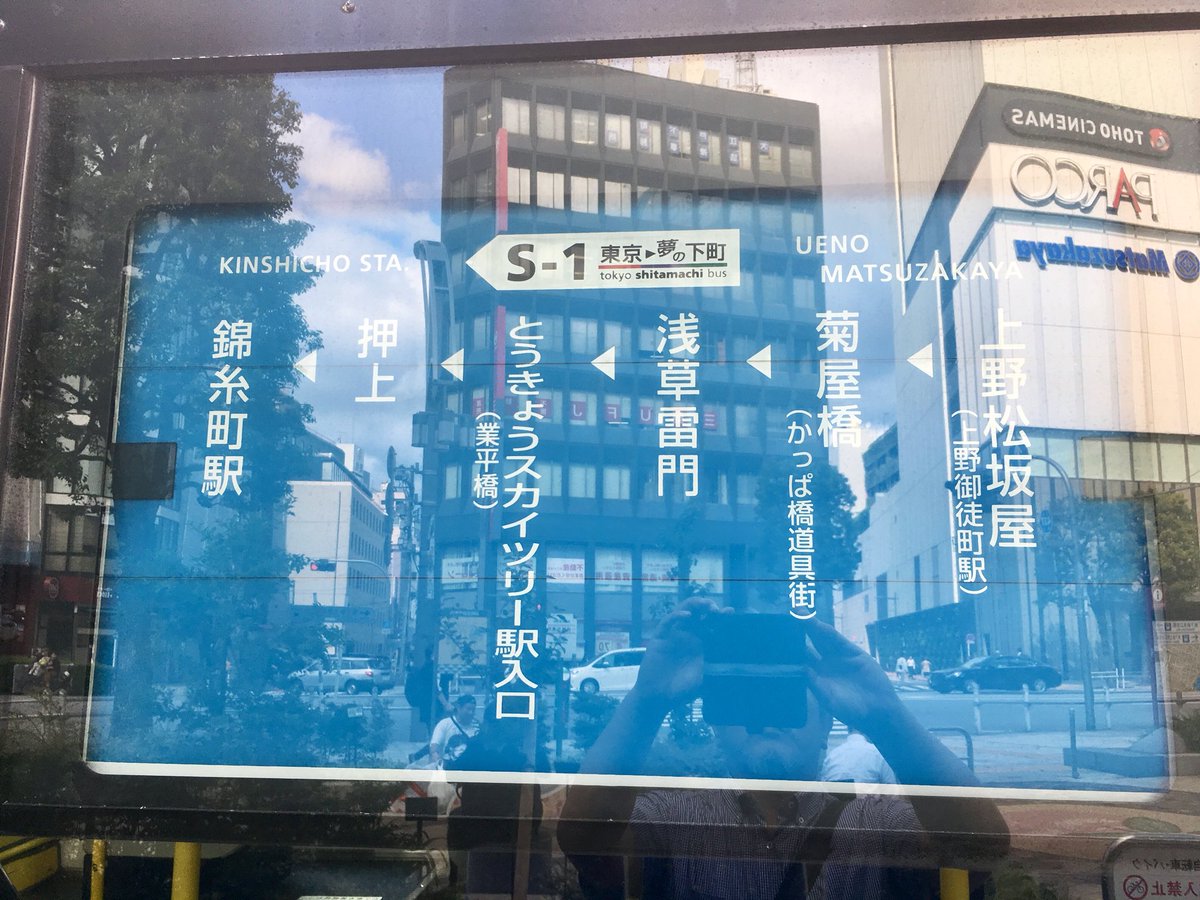 S-1 東京▶夢の下町
tokyo shitamachi bus
KINSHICHO STA.
UENO
MATSUZAKAYA
上野松坂屋
(上野御徒町駅)
菊屋橋
(かっぱ橋道具街)
浅草雷門
とうきょうスカイツリー駅入口
(業平橋)
押上
錦糸町駅
TOHO CINEMAS
PARCO
Matsuzakaya